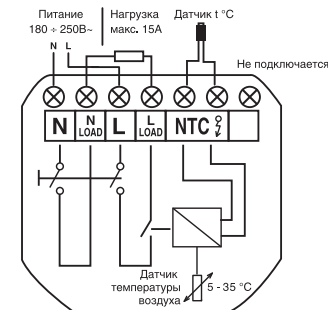 Питание
180 ÷ 250В~
N L
Нагрузка
макс. 15А
Датчик t °C
Не подключается
N
N
LOAD
L
L
LOAD
NTC
Датчик
температуры
воздуха
5 - 35 °C